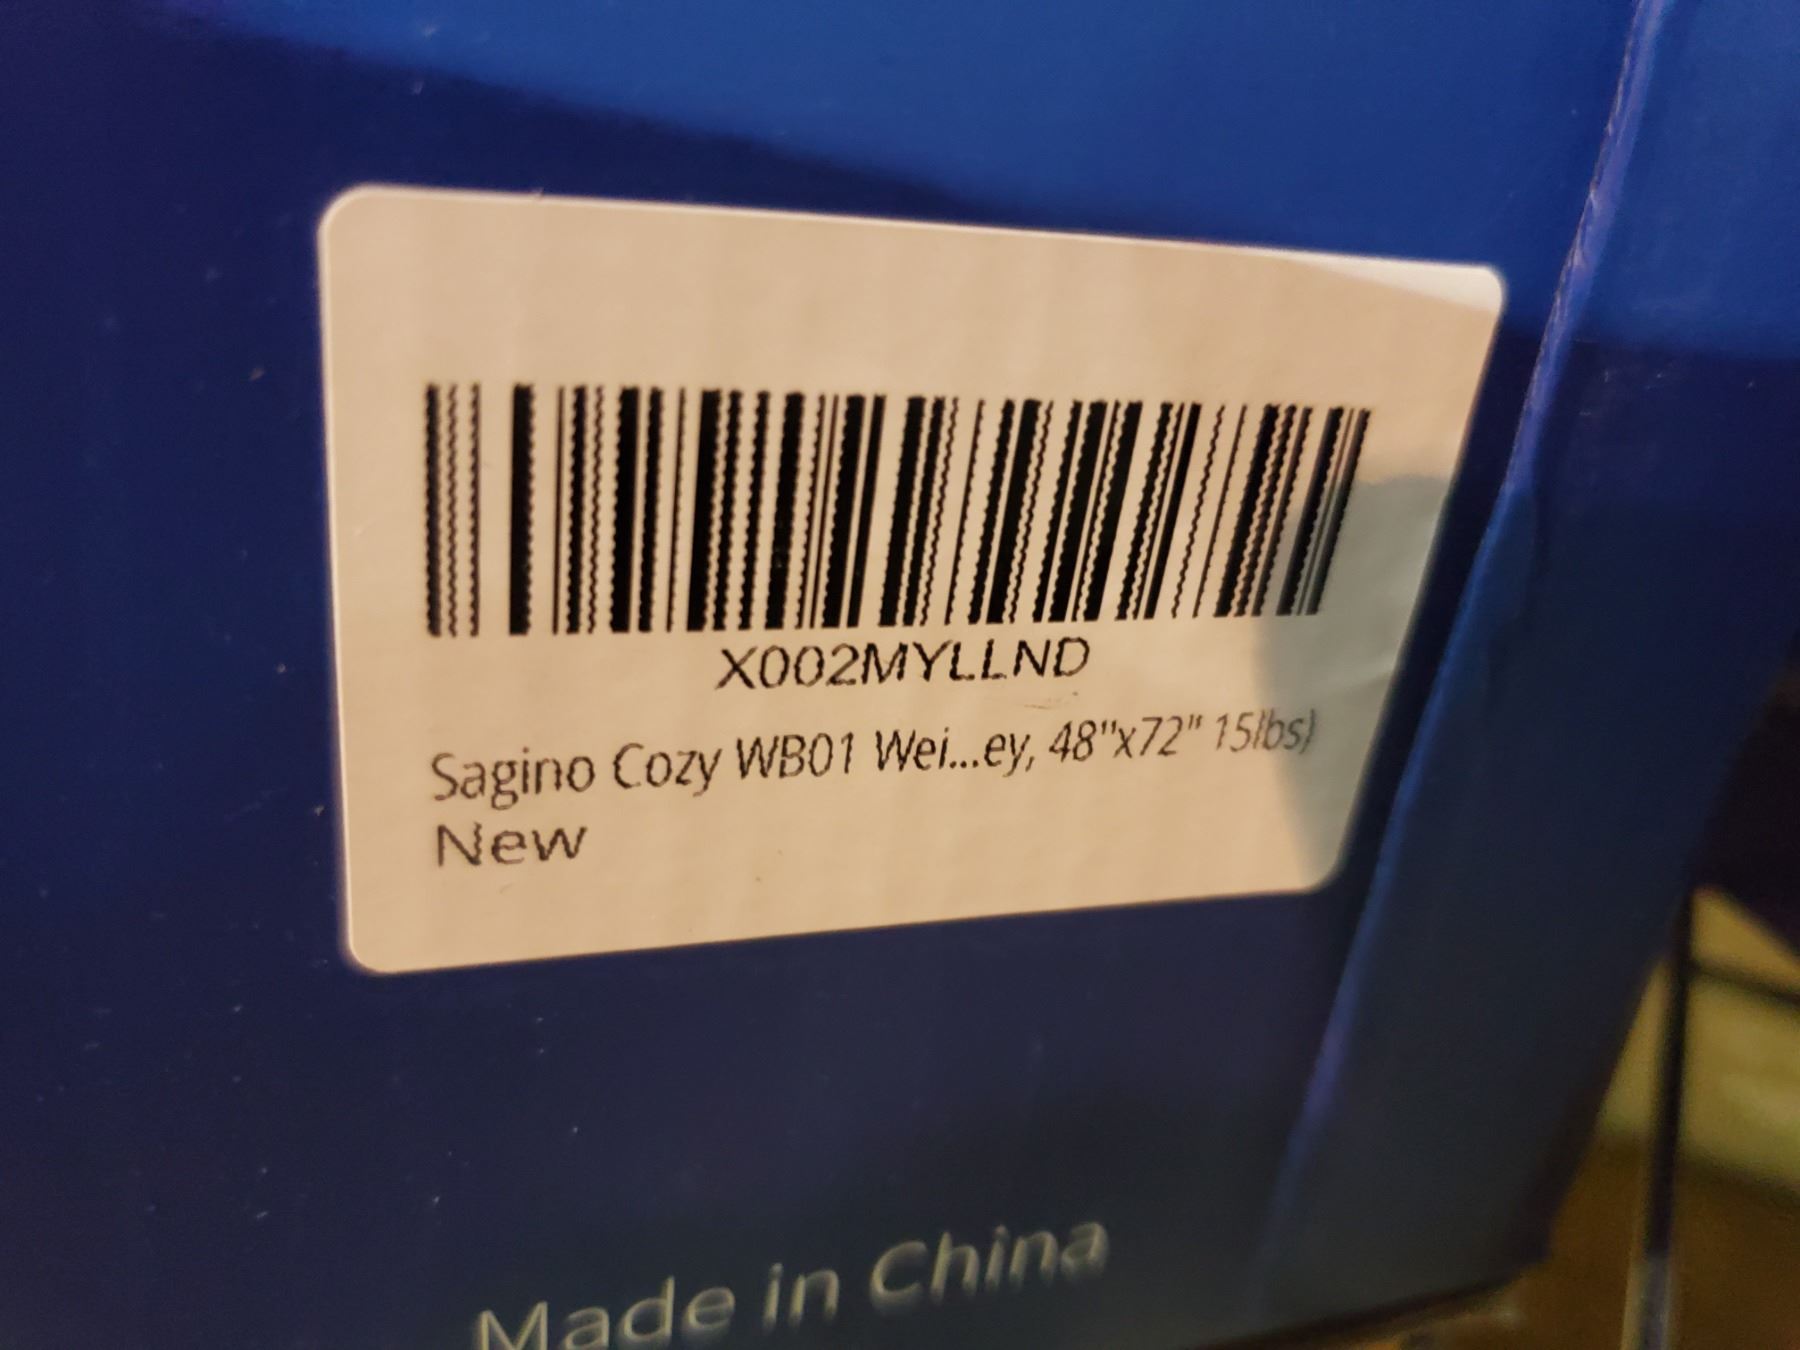 X002MYLLND
Sagino Cozy WB01 Wei...ey, 48"x72" 15lbs)
New
Made in China